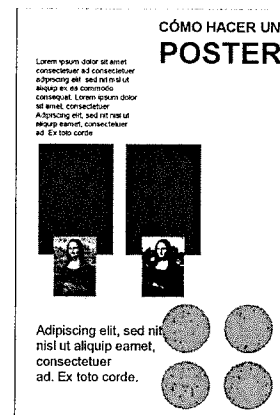 CÓMO HACER UN
POSTER
Lorem ipsum dolor sit amet
consectetuer ad consectetuer
adipiscing elit, sed nit nisl ut
aliquip ex ea commodo
consequat. Lorem ipsum dolor
sit amet, consectetuer
Adipiscing elit, sed nit nisl ut
aliquip eamet, consectetuer
ad. Ex toto corde
Adipiscing elit, sed nit
nisl ut aliquip eamet,
consectetuer
ad. Ex toto corde.